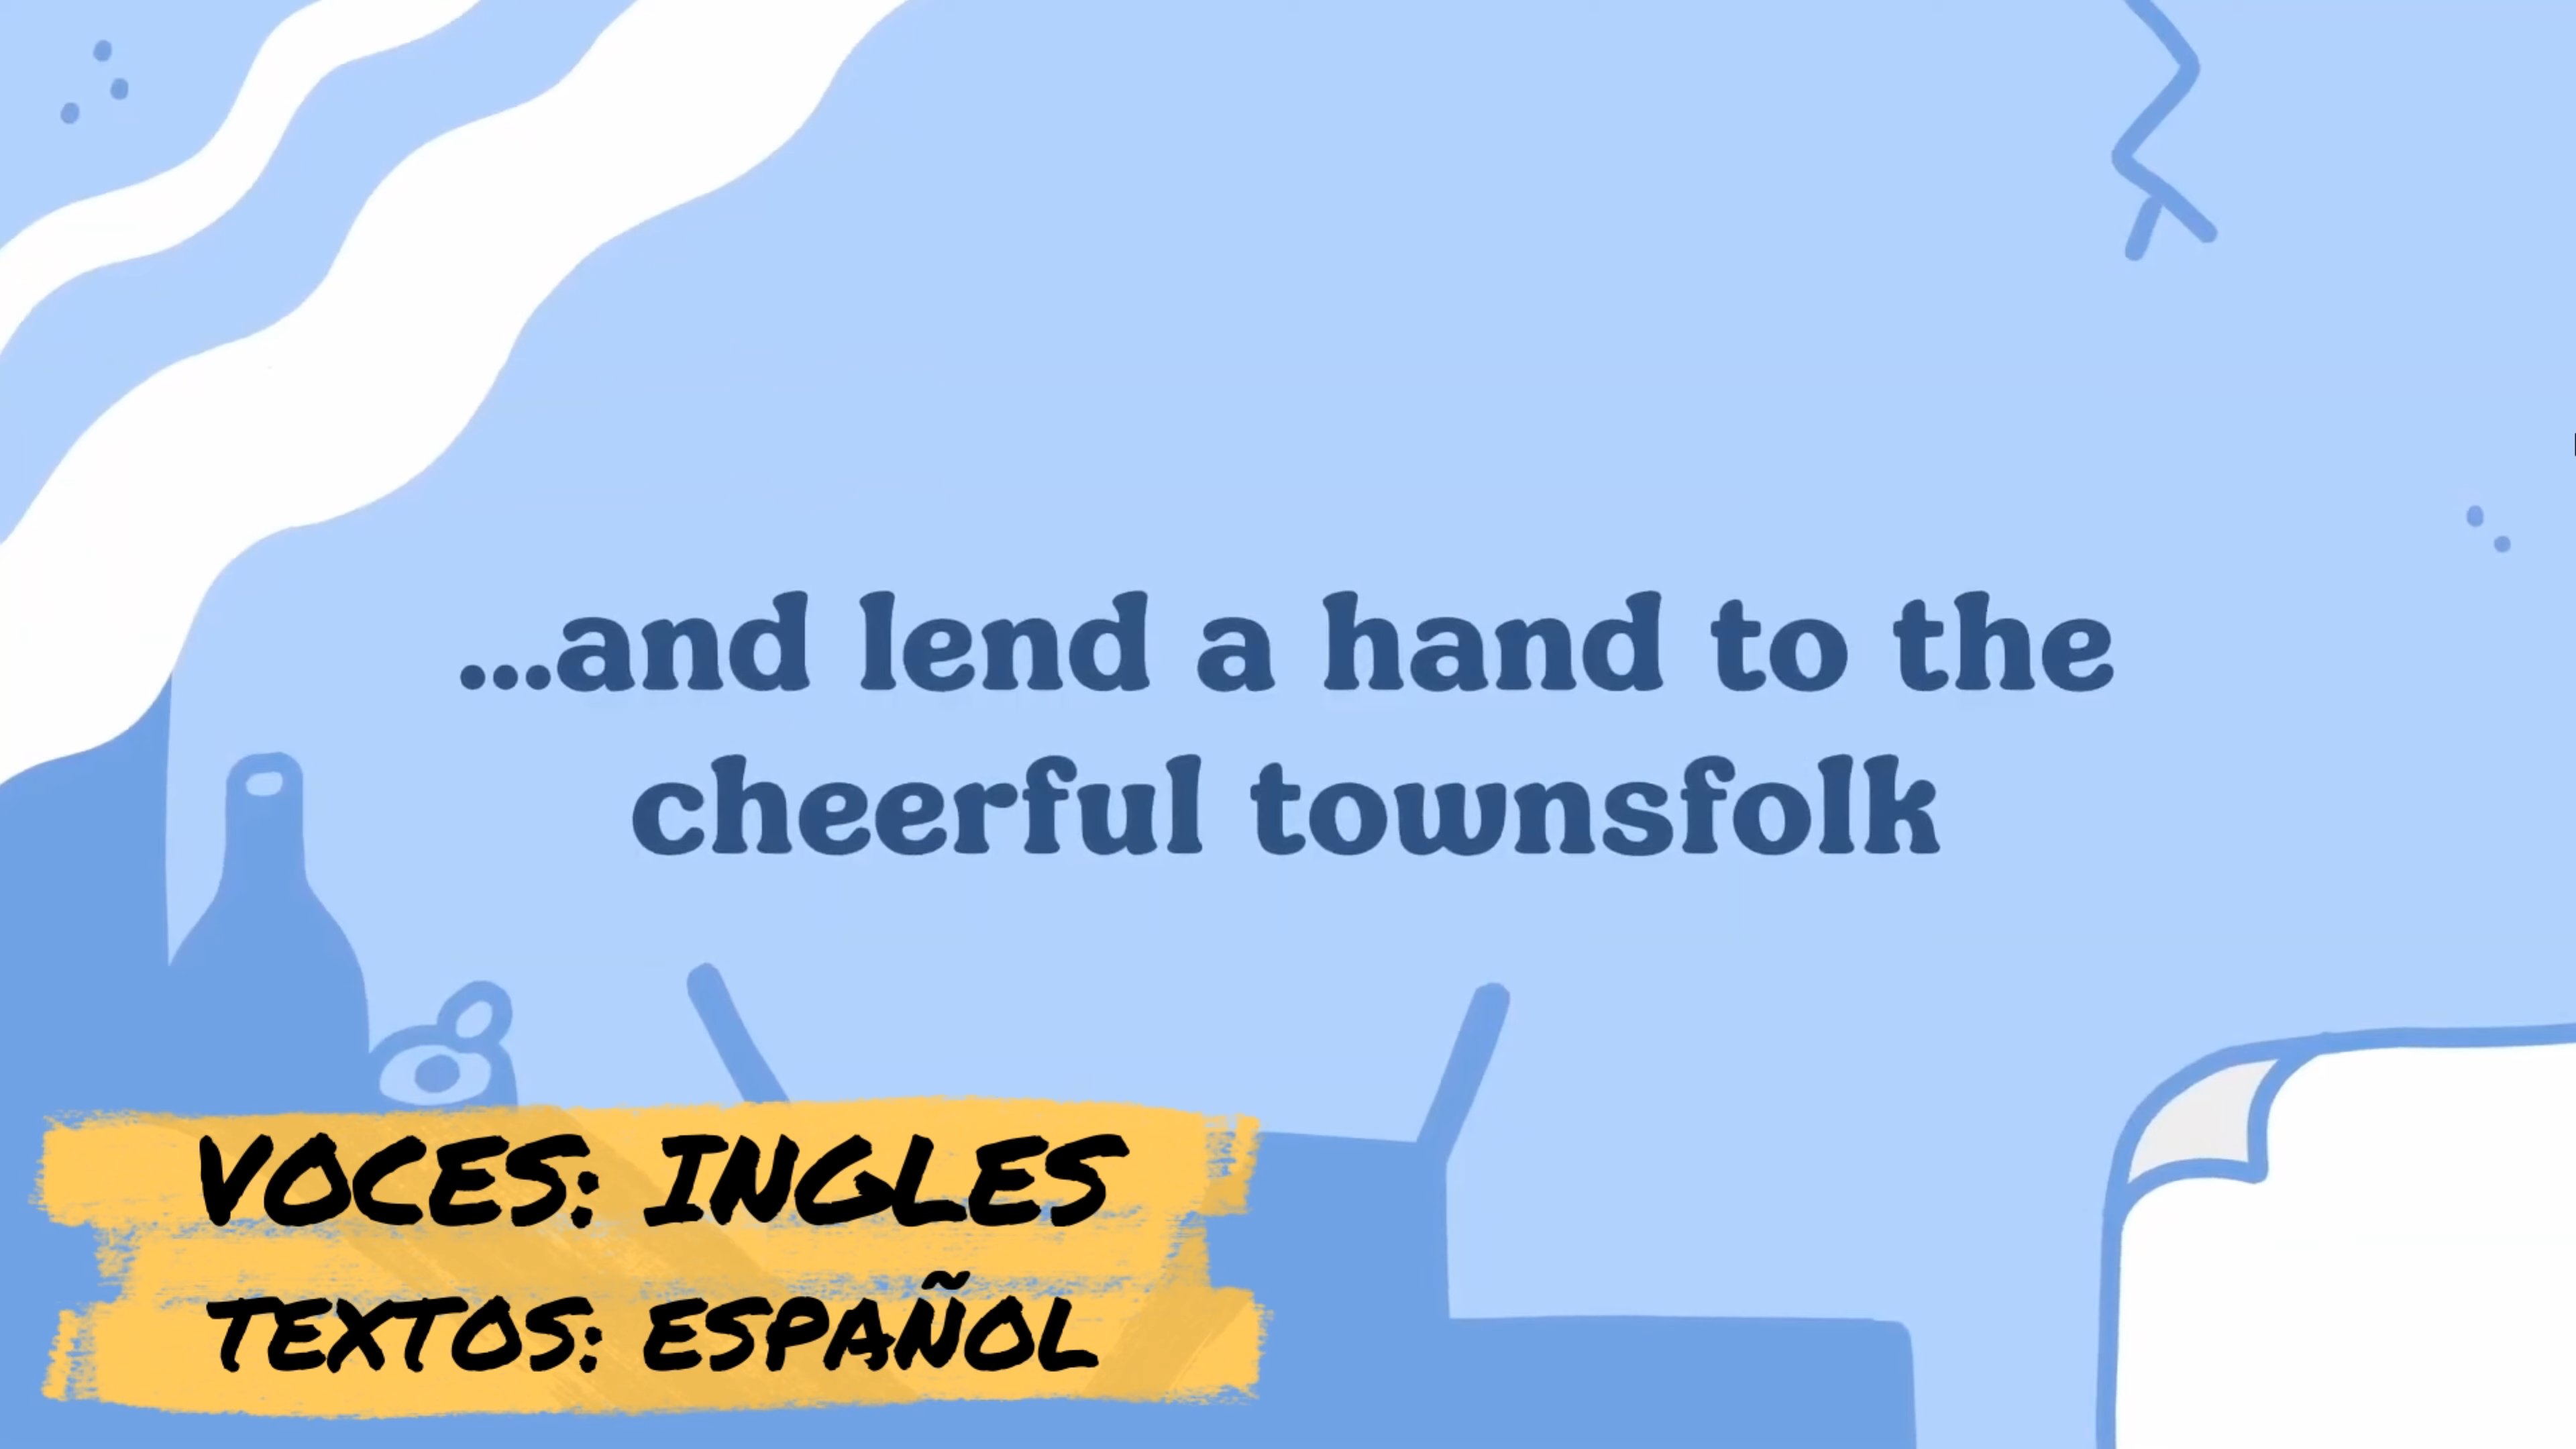 ...and lend a hand to the
cheerful townsfolk
VOCES: INGLES
TEXTOS: ESPAÑOL